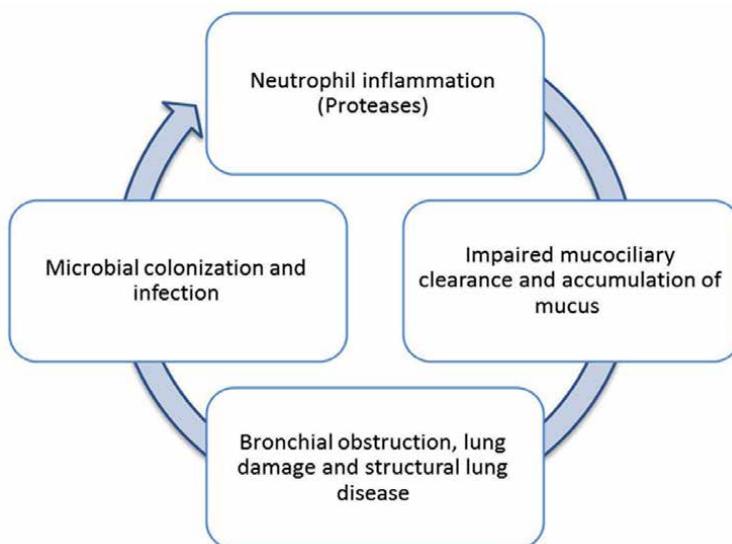 Neutrophil inflammation
(Proteases)
Impaired mucociliary
clearance and accumulation of
mucus
Bronchial obstruction, lung
damage and structural lung
disease
Microbial colonization and
infection